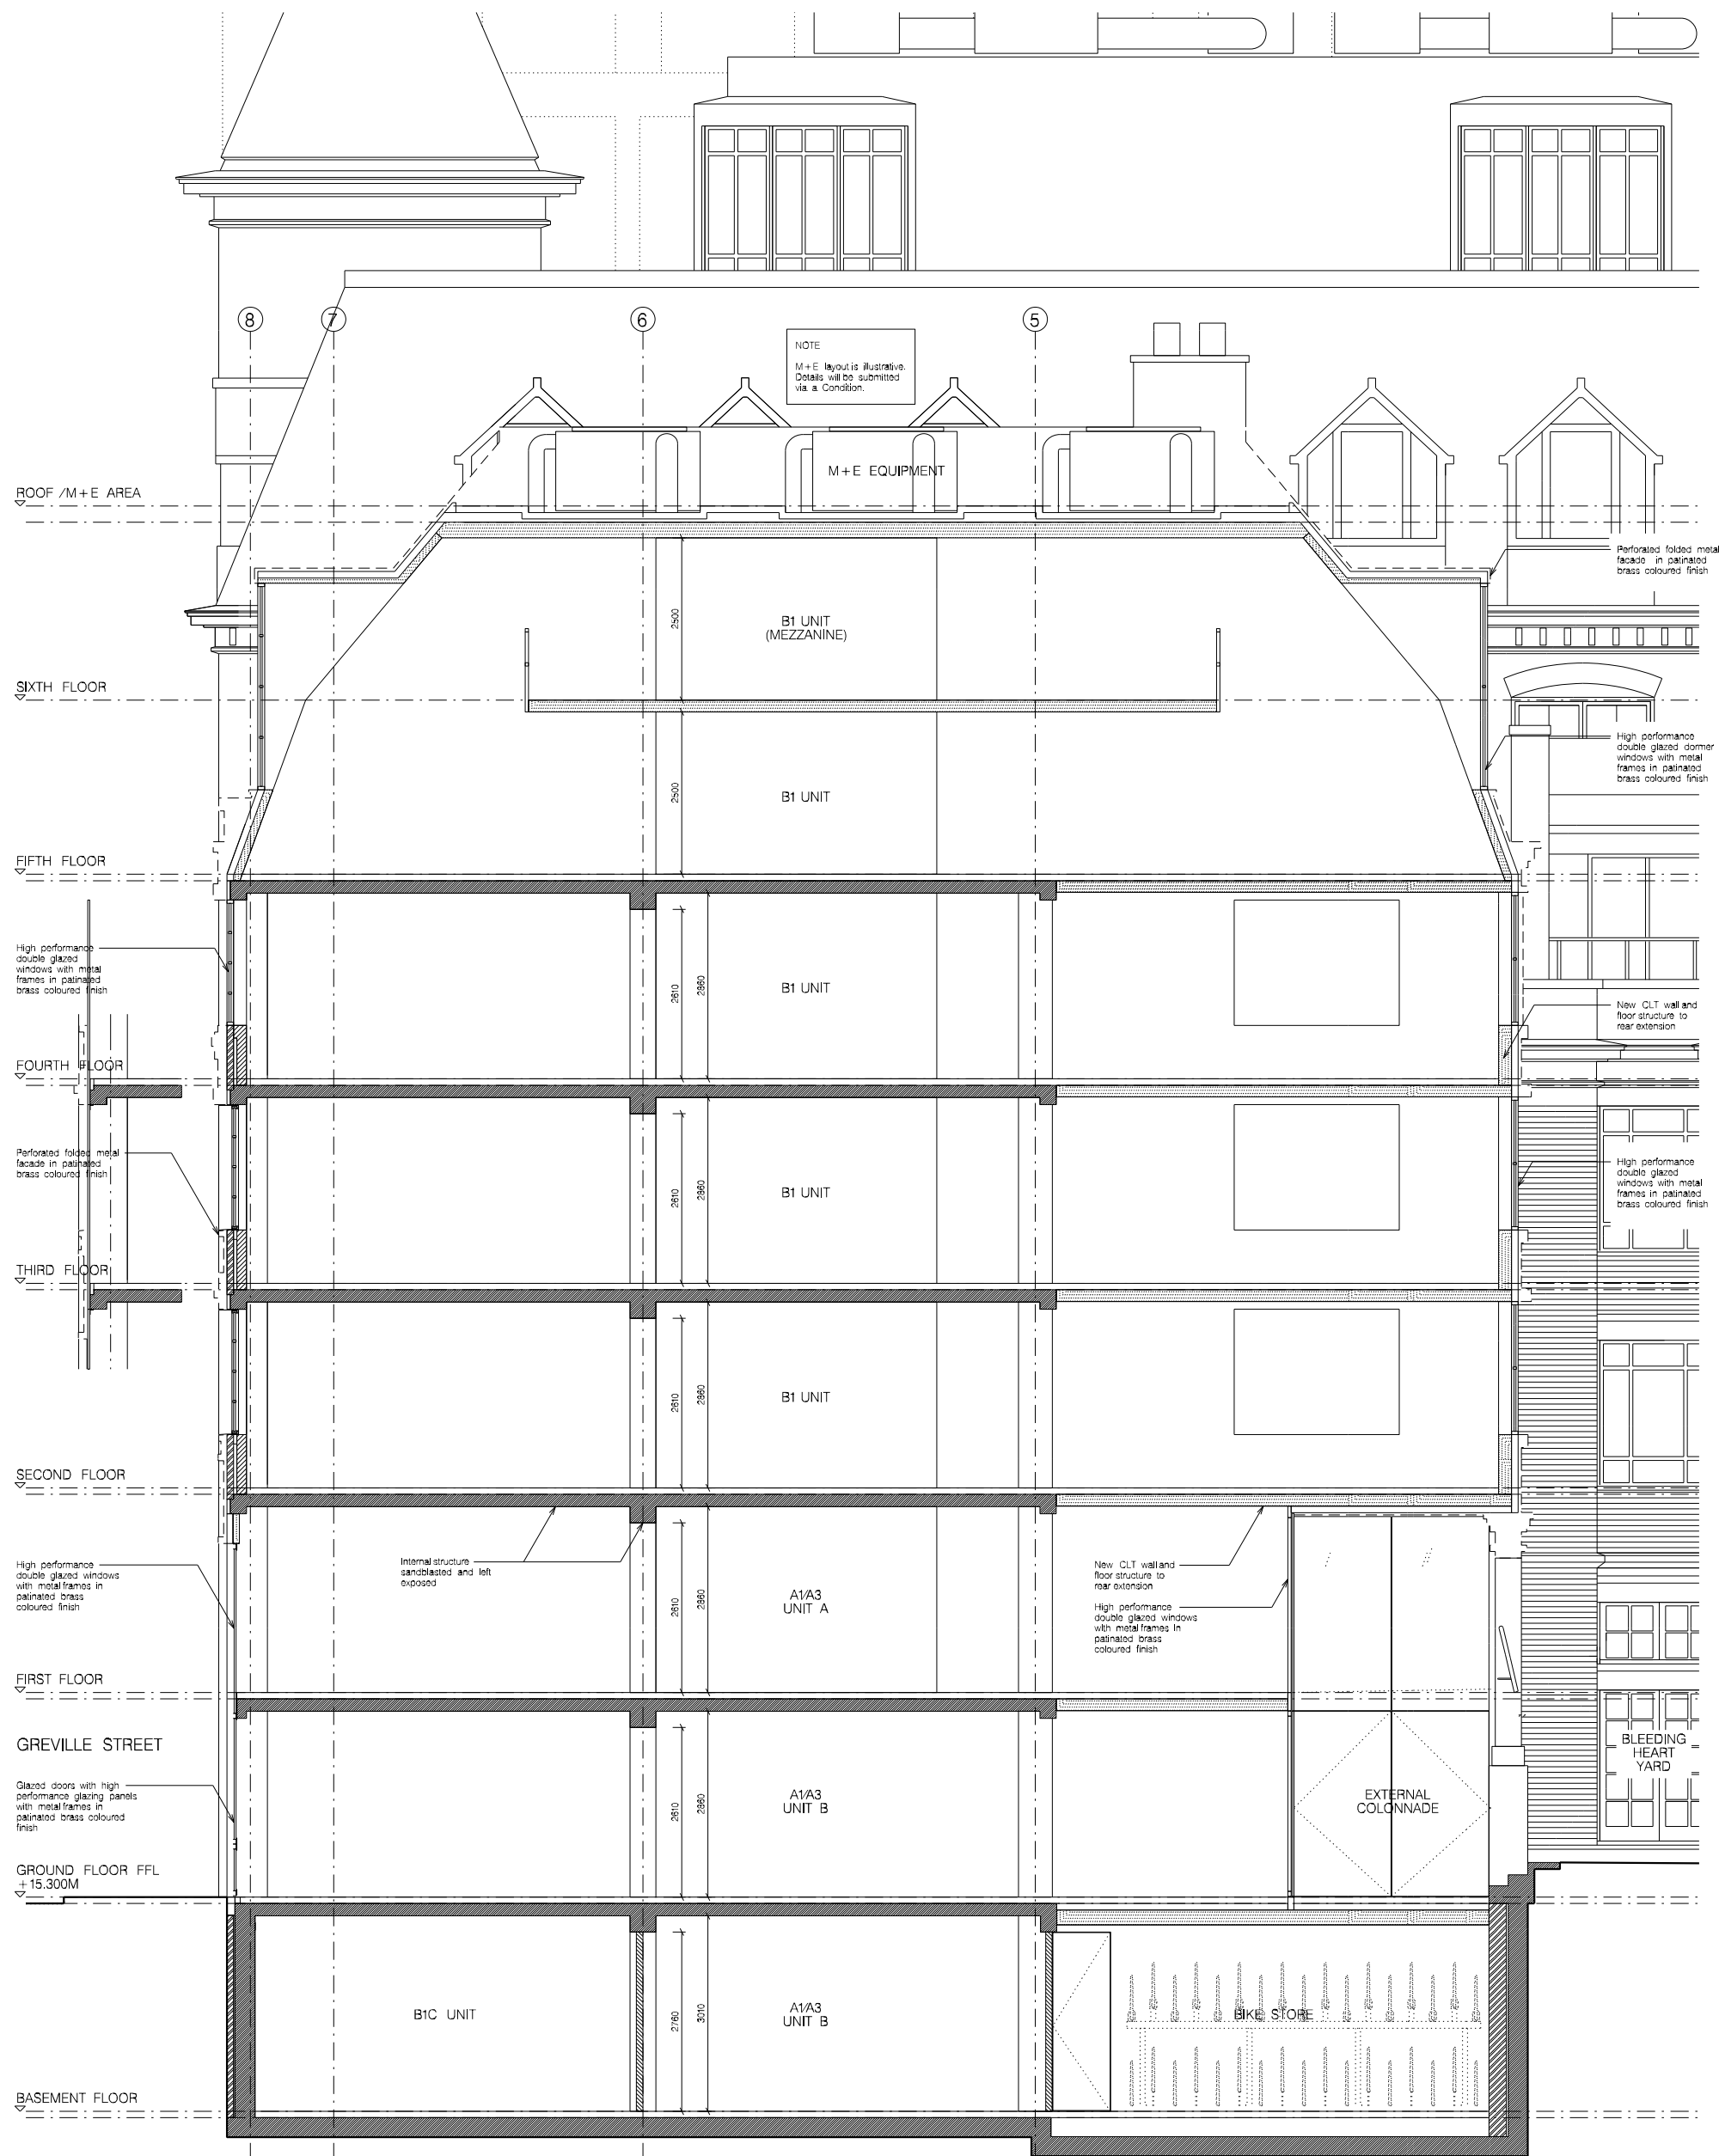 8
7
6
5
NOTE
M+E layout is illustrative.
Details will be submitted
via a Condition.
M+E EQUIPMENT
ROOF /M+E AREA
Perforated folded metal
facade in patinated
brass coloured finish
2500
B1 UNIT
(MEZZANINE)
SIXTH FLOOR
High performance
double glazed dormer
windows with metal
frames in patinated
brass coloured finish
2500
B1 UNIT
FIFTH FLOOR
High performance
double glazed
windows with metal
frames in patinated
brass coloured finish
2610
2860
B1 UNIT
New CLT wall and
floor structure to
rear extension
FOURTH FLOOR
Perforated folded metal
facade in patinated
brass coloured finish
2610
2860
B1 UNIT
High performance
double glazed
windows with metal
frames in patinated
brass coloured finish
THIRD FLOOR
2610
2860
B1 UNIT
SECOND FLOOR
High performance
double glazed windows
with metal frames in
patinated brass
coloured finish
Internal structure
sandblasted and left
exposed
2610
2860
A1/A3
UNIT A
New CLT wall and
floor structure to
rear extension
High performance
double glazed windows
with metal frames in
patinated brass
coloured finish
FIRST FLOOR
GREVILLE STREET
BLEEDING
HEART
YARD
Glazed doors with high
performance glazing panels
with metal frames in
patinated brass coloured
finish
2610
2860
A1/A3
UNIT B
EXTERNAL
COLONNADE
GROUND FLOOR FFL
+15.300M
B1C UNIT
2760
3010
A1/A3
UNIT B
BIKE STORE
BASEMENT FLOOR